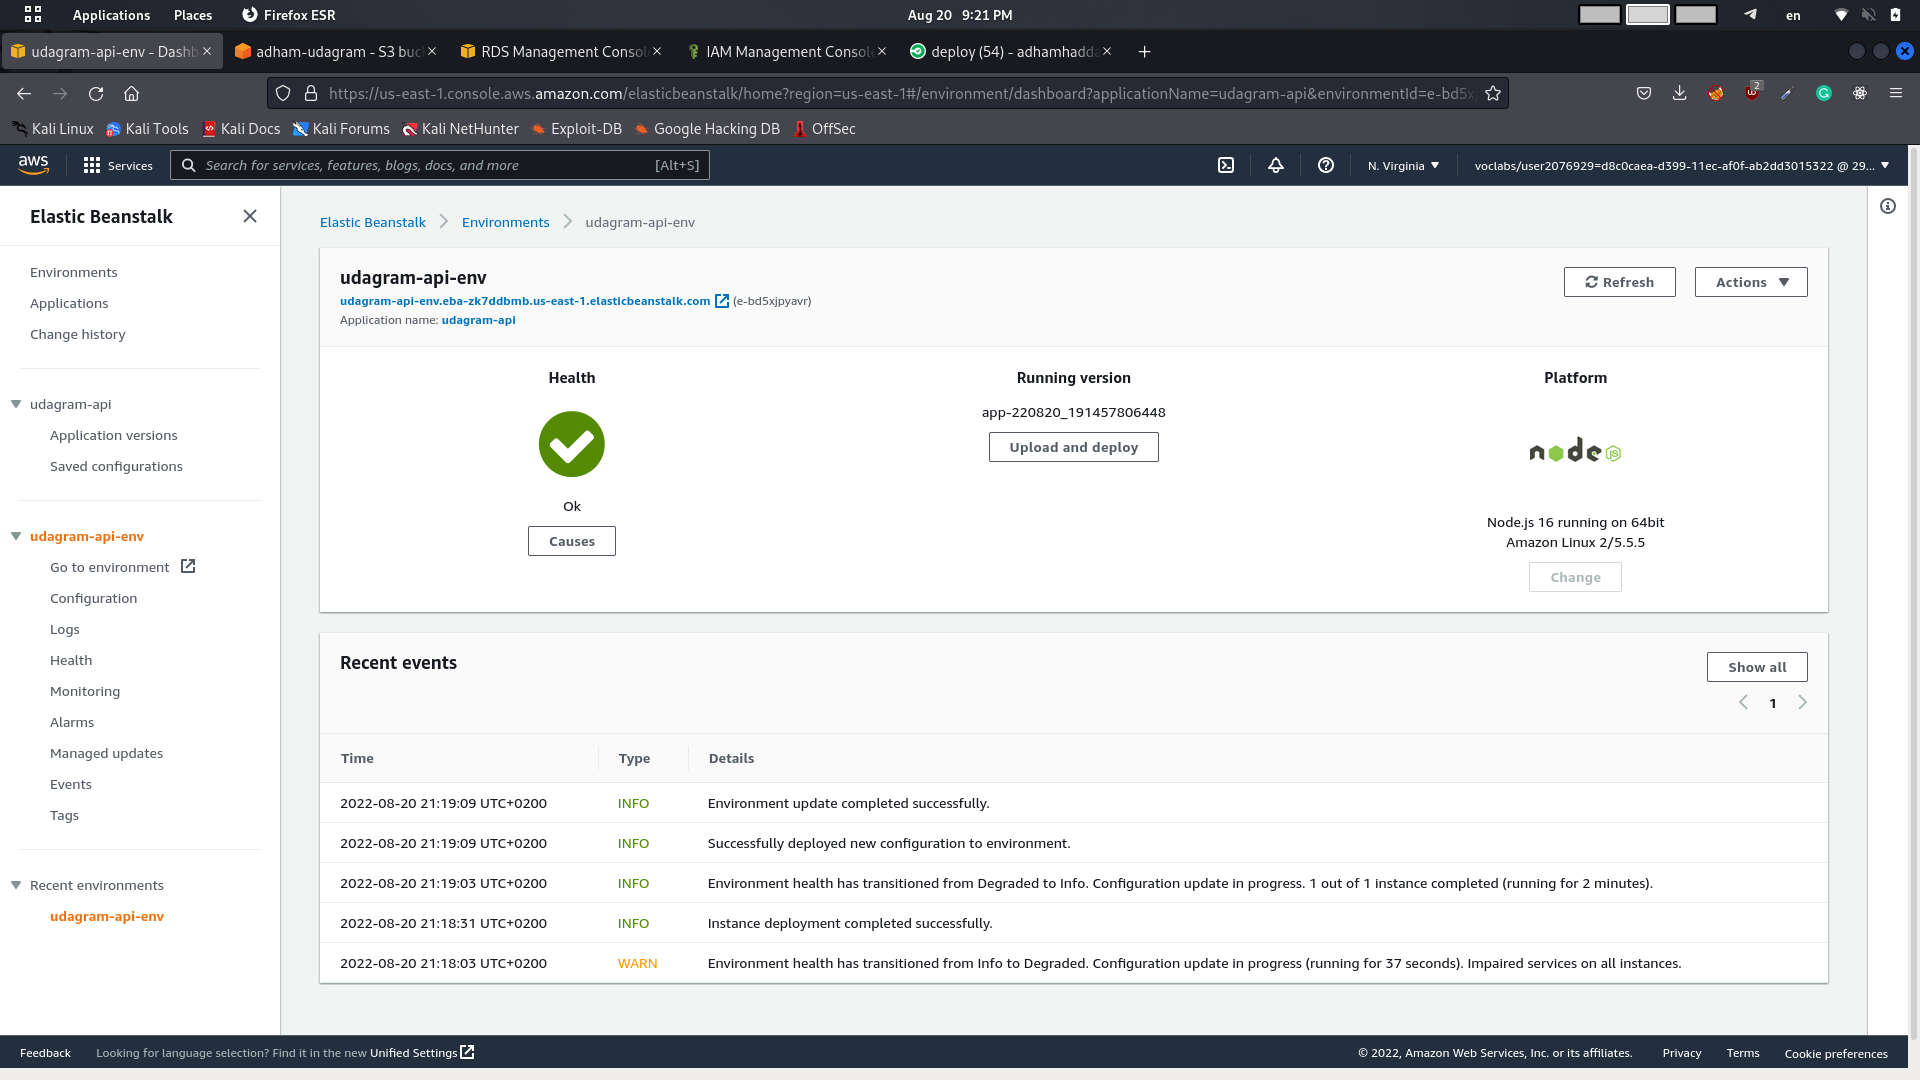 Applications Places Firefox ESR Aug 20 9:21 PM en
udagram-api-env - Dashb adham-udagram - S3 buc RDS Management Consol IAM Management Consol deploy (54) - adhamhadda
https://us-east-1.console.aws.amazon.com/elasticbeanstalk/home?region=us-east-1#/environment/dashboard?applicationName=udagram-api&environmentId=e-bd5x
2
Kali Linux Kali Tools Kali Docs Kali Forums Kali NetHunter Exploit-DB Google Hacking DB OffSec
aws Services Search for services, features, blogs, docs, and more [Alt+S] N. Virginia voclabs/user2076929=d8c0caea-d399-11ec-af0f-ab2dd3015322 @ 29...
Elastic Beanstalk
Environments
Applications
Change history
udagram-api
Application versions
Saved configurations
udagram-api-env
Go to environment
Configuration
Logs
Health
Monitoring
Alarms
Managed updates
Events
Tags
Recent environments
udagram-api-env
Elastic Beanstalk Environments udagram-api-env
udagram-api-env
udagram-api-env.eba-zk7ddbmb.us-east-1.elasticbeanstalk.com (e-bd5xjpyavr)
Application name: udagram-api
Refresh Actions
Health
Ok
Causes
Running version
app-220820_191457806448
Upload and deploy
Platform
node JS
Node.js 16 running on 64bit
Amazon Linux 2/5.5.5
Change
Recent events
Show all
1
Time Type Details
2022-08-20 21:19:09 UTC+0200 INFO Environment update completed successfully.
2022-08-20 21:19:09 UTC+0200 INFO Successfully deployed new configuration to environment.
2022-08-20 21:19:03 UTC+0200 INFO Environment health has transitioned from Degraded to Info. Configuration update in progress. 1 out of 1 instance completed (running for 2 minutes).
2022-08-20 21:18:31 UTC+0200 INFO Instance deployment completed successfully.
2022-08-20 21:18:03 UTC+0200 WARN Environment health has transitioned from Info to Degraded. Configuration update in progress (running for 37 seconds). Impaired services on all instances.
Feedback Looking for language selection? Find it in the new Unified Settings © 2022, Amazon Web Services, Inc. or its affiliates. Privacy Terms Cookie preferences